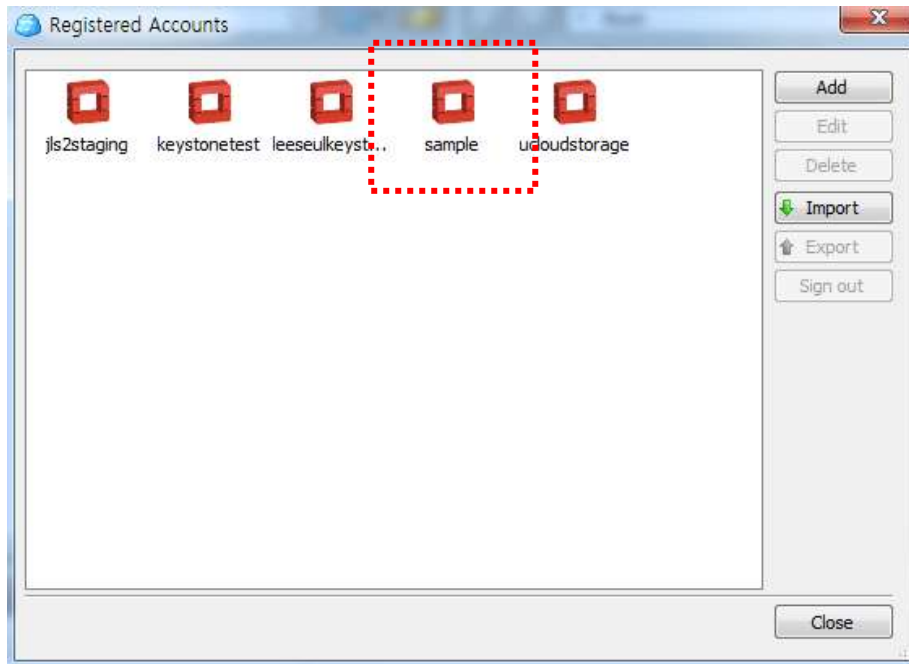 Registered Accounts
jls2staging keystonetest leeseulkeyst... sample ucloudstorage
Add
Edit
Delete
Import
Export
Sign out
Close